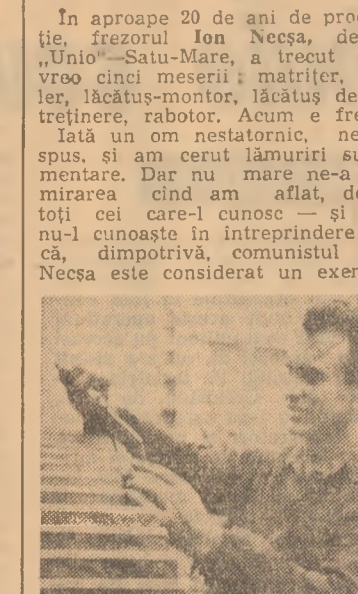 În aproape 20 de ani de pro
ție, frezorul Ion Necșa, de
„Unio"—Satu-Mare, a trecut
vreo cinci meserii : matrițer,
ler, lăcătuș-montor, lăcătuș de
treținere, rabotor. Acum e fre
Iată un om nestatornic, ne
spus, și am cerut lămuriri su
mentare. Dar nu mare ne-a
mirarea cînd am aflat, de
toți cei care-l cunosc — și
nu-l cunoaște în întreprindere
că, dimpotrivă, comunistul
Necșa este considerat un exer